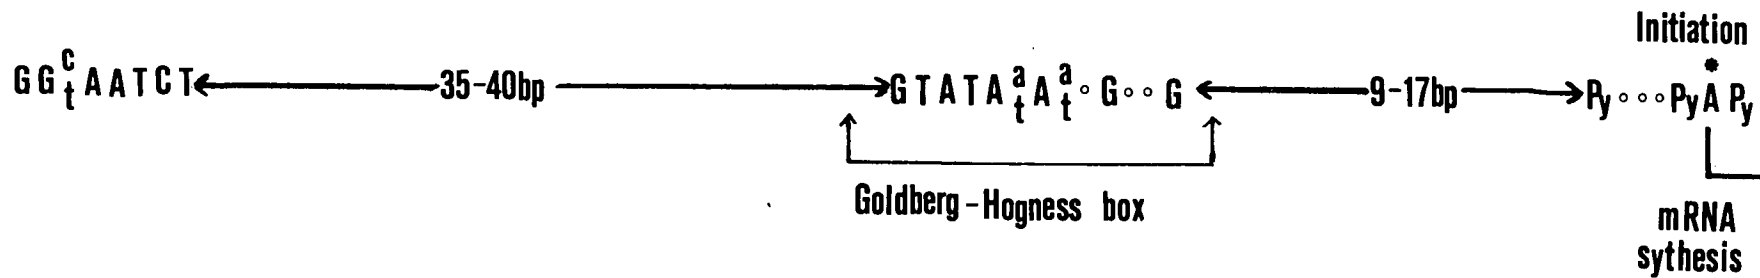 Initiation
*
GG c/t AATCT ←35-40bp→ GTATA a/t A a/t ∘ G ∘∘ G ←9-17bp→ Py ∘∘∘ Py A Py
Goldberg-Hogness box
mRNA
sythesis